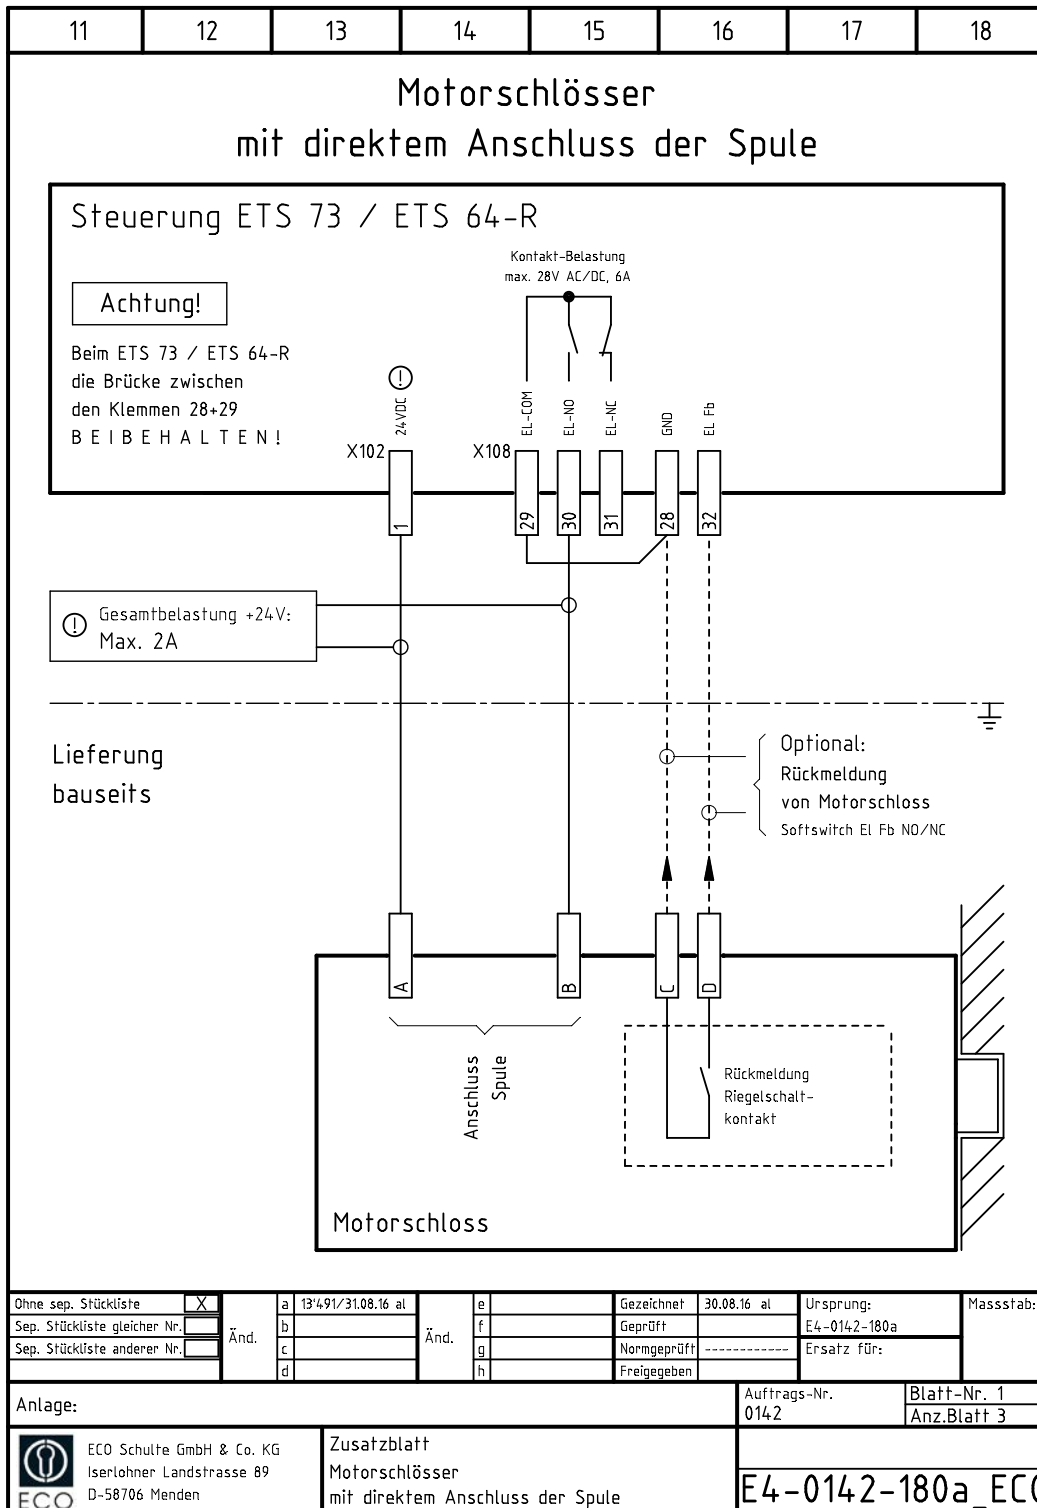 11 12 13 14 15 16 17 18
Motorschlösser
mit direktem Anschluss der Spule
Steuerung ETS 73 / ETS 64-R
Kontakt-Belastung
max. 28V AC/DC, 6A
Achtung!
Beim ETS 73 / ETS 64-R
die Brücke zwischen
den Klemmen 28+29
BEIBEHALTEN!
24VDC
!
EL-COM
EL-NO
EL-NC
GND
EL Fb
X102
X108
1
29
30
31
28
32
! Gesamtbelastung +24V:
Max. 2A
Lieferung
bauseits
Optional:
Rückmeldung
von Motorschloss
Softswitch El Fb NO/NC
A
B
C
D
Anschluss
Spule
Rückmeldung
Riegelschalt-
kontakt
Motorschloss
Ohne sep. Stückliste X
Sep. Stückliste gleicher Nr.
Sep. Stückliste anderer Nr.
Änd.
a 13'491/31.08.16 al
b
c
d
Änd.
e
f
g
h
Gezeichnet 30.08.16 al
Geprüft
Normgeprüft ------------
Freigegeben
Ursprung:
E4-0142-180a
Ersatz für:
Massstab:
Anlage:
Auftrags-Nr.
0142
Blatt-Nr. 1
Anz.Blatt 3
ECO
ECO Schulte GmbH & Co. KG
Iserlohner Landstrasse 89
D-58706 Menden
Zusatzblatt
Motorschlösser
mit direktem Anschluss der Spule
E4-0142-180a_ECO